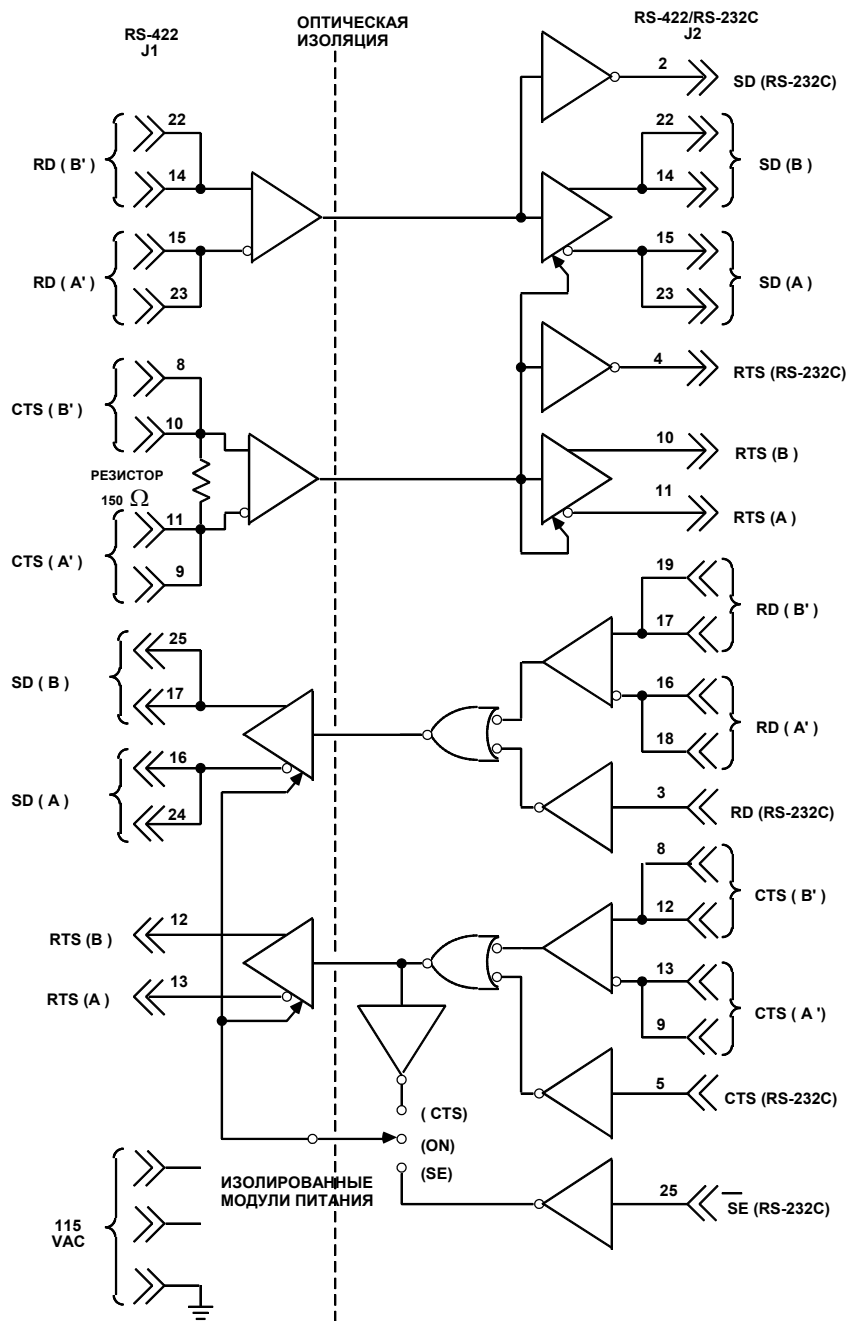 ОПТИЧЕСКАЯ
ИЗОЛЯЦИЯ
RS-422
J1
RS-422/RS-232C
J2
2
SD (RS-232C)
22
RD ( B' )
14
22
SD (B)
14
15
RD ( A' )
23
15
SD (A)
23
8
CTS ( B' )
10
4
RTS (RS-232C)
РЕЗИСТОР
150 Ω
10
RTS (B)
11
RTS (A)
11
CTS ( A' )
9
19
RD ( B' )
17
25
SD ( B )
17
16
RD ( A' )
18
16
SD ( A )
24
3
RD (RS-232C)
8
CTS ( B' )
12
12
RTS (B)
13
RTS (A)
13
CTS ( A ')
9
5
CTS (RS-232C)
( CTS)
(ON)
(SE)
ИЗОЛИРОВАННЫЕ
МОДУЛИ ПИТАНИЯ
25
S̅E (RS-232C)
115
VAC